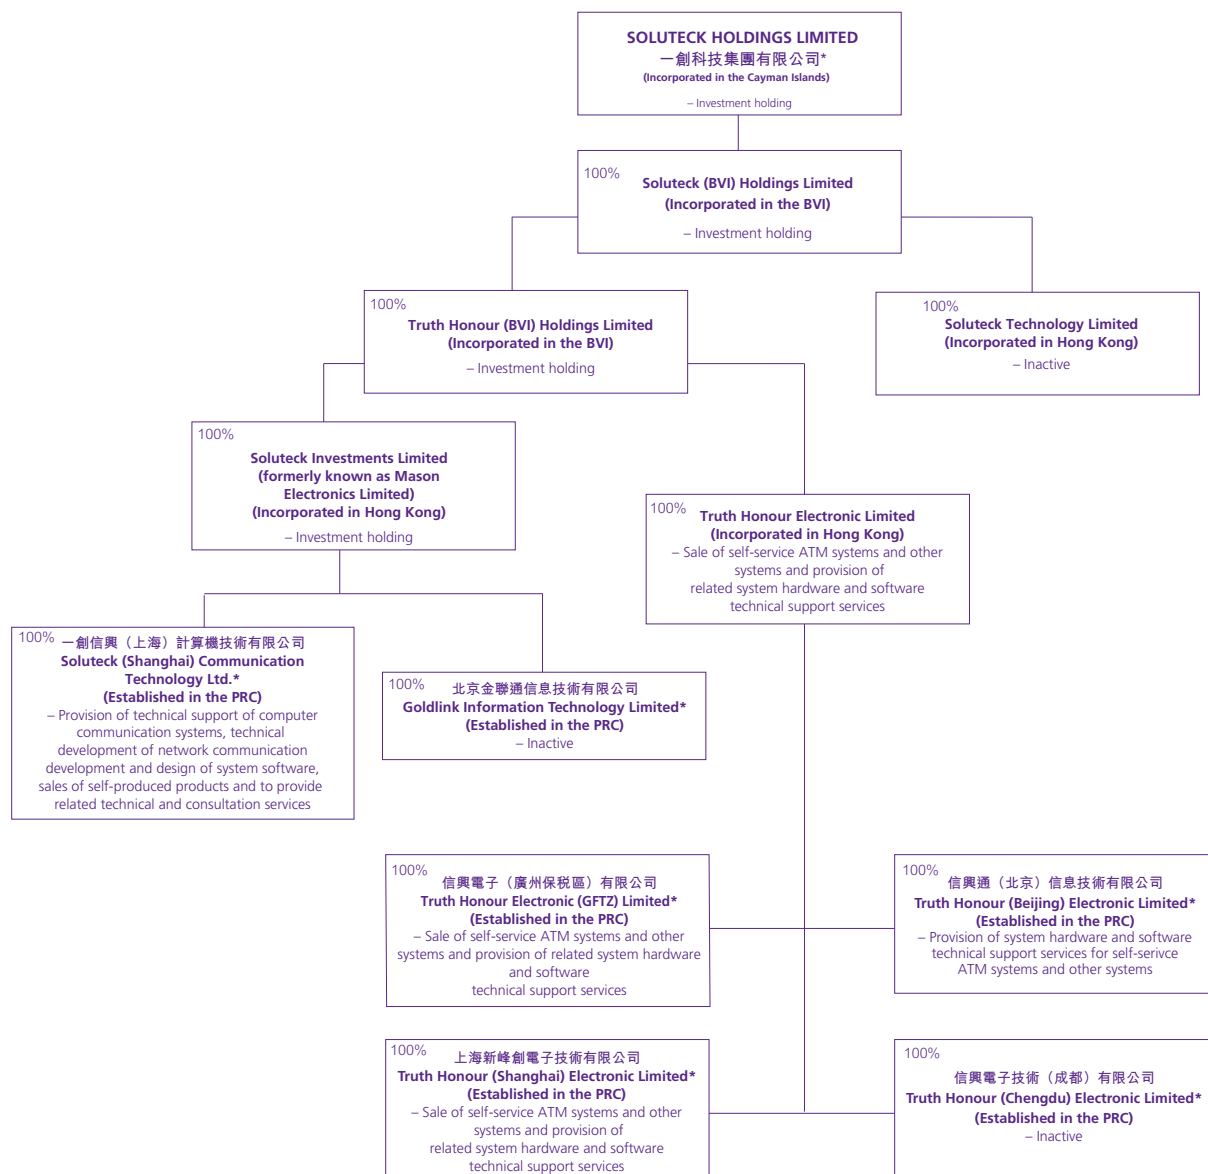 SOLUTECK HOLDINGS LIMITED
一創科技集團有限公司*
(Incorporated in the Cayman Islands)
– Investment holding
100%
Soluteck (BVI) Holdings Limited
(Incorporated in the BVI)
– Investment holding
100%
Truth Honour (BVI) Holdings Limited
(Incorporated in the BVI)
– Investment holding
100%
Soluteck Technology Limited
(Incorporated in Hong Kong)
– Inactive
100%
Soluteck Investments Limited
(formerly known as Mason
Electronics Limited)
(Incorporated in Hong Kong)
– Investment holding
100%
Truth Honour Electronic Limited
(Incorporated in Hong Kong)
– Sale of self-service ATM systems and other
systems and provision of
related system hardware and software
technical support services
100%
一創信興（上海）計算機技術有限公司
Soluteck (Shanghai) Communication
Technology Ltd.*
(Established in the PRC)
– Provision of technical support of computer
communication systems, technical
development of network communication
development and design of system software,
sales of self-produced products and to provide
related technical and consultation services
100%
北京金聯通信息技術有限公司
Goldlink Information Technology Limited*
(Established in the PRC)
– Inactive
100%
信興電子（廣州保税區）有限公司
Truth Honour Electronic (GFTZ) Limited*
(Established in the PRC)
– Sale of self-service ATM systems and other
systems and provision of related system hardware
and software
technical support services
100%
信興通（北京）信息技術有限公司
Truth Honour (Beijing) Electronic Limited*
(Established in the PRC)
– Provision of system hardware and software
technical support services for self-serivce
ATM systems and other systems
100%
上海新峰創電子技術有限公司
Truth Honour (Shanghai) Electronic Limited*
(Established in the PRC)
– Sale of self-service ATM systems and other
systems and provision of
related system hardware and software
technical support services
100%
信興電子技術（成都）有限公司
Truth Honour (Chengdu) Electronic Limited*
(Established in the PRC)
– Inactive